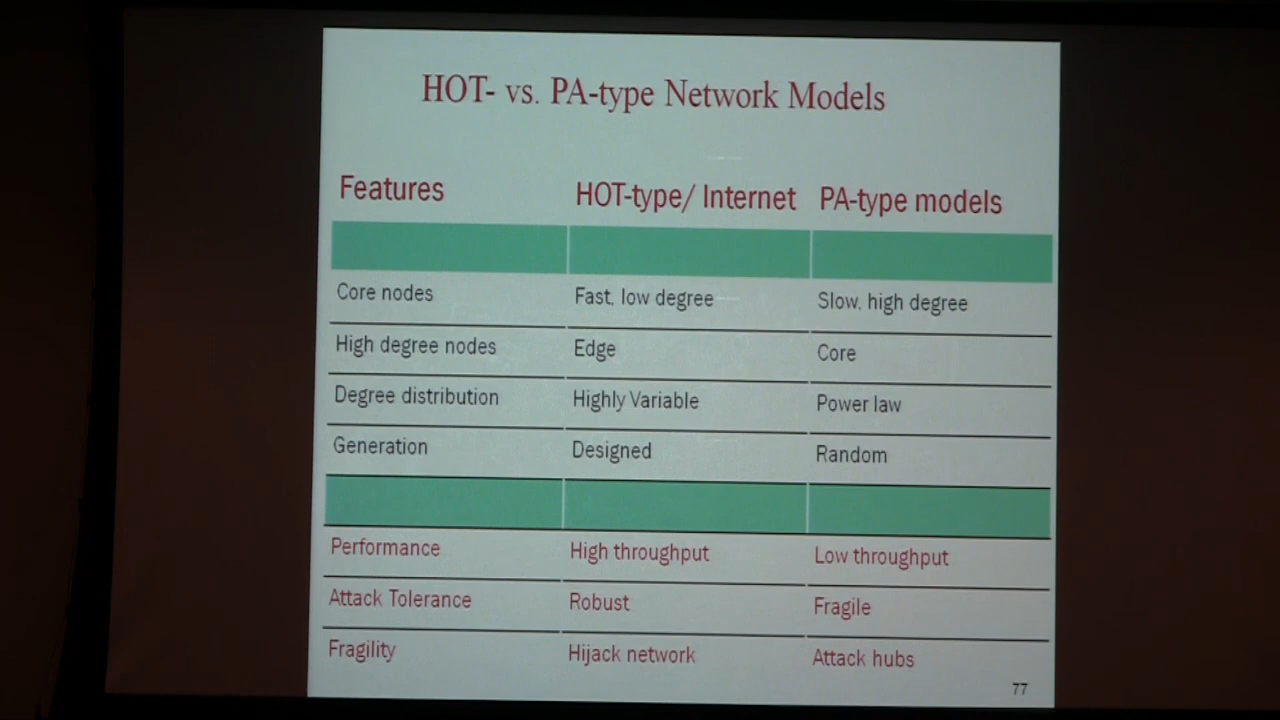 HOT- vs. PA-type Network Models
Features HOT-type/ Internet PA-type models
Core nodes Fast, low degree Slow, high degree
High degree nodes Edge Core
Degree distribution Highly Variable Power law
Generation Designed Random
Performance High throughput Low throughput
Attack Tolerance Robust Fragile
Fragility Hijack network Attack hubs
77